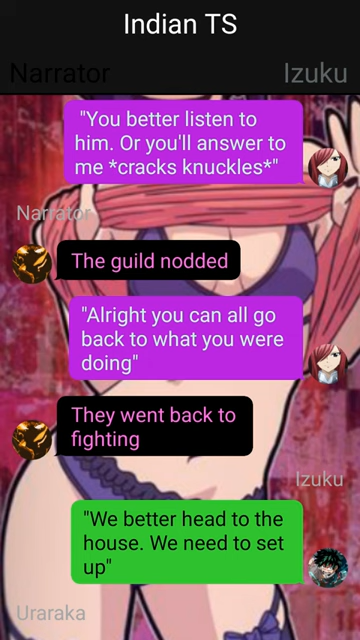 Indian TS
Narrator
Izuku
"You better listen to
him. Or you'll answer to
me *cracks knuckles*"
Narrator
The guild nodded
"Alright you can all go
back to what you were
doing"
They went back to
fighting
Izuku
"We better head to the
house. We need to set
up"
Uraraka